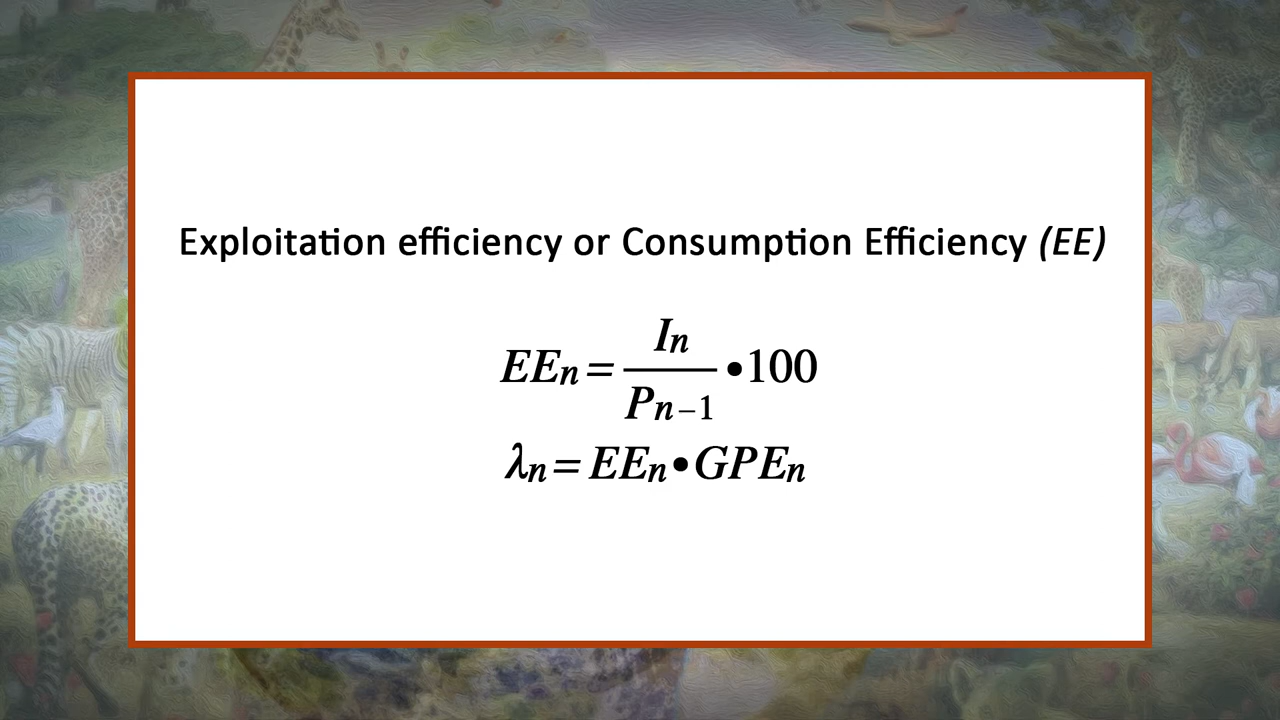 Exploitation efficiency or Consumption Efficiency (EE)
EEn = In / Pn−1 •100
λn = EEn•GPEn